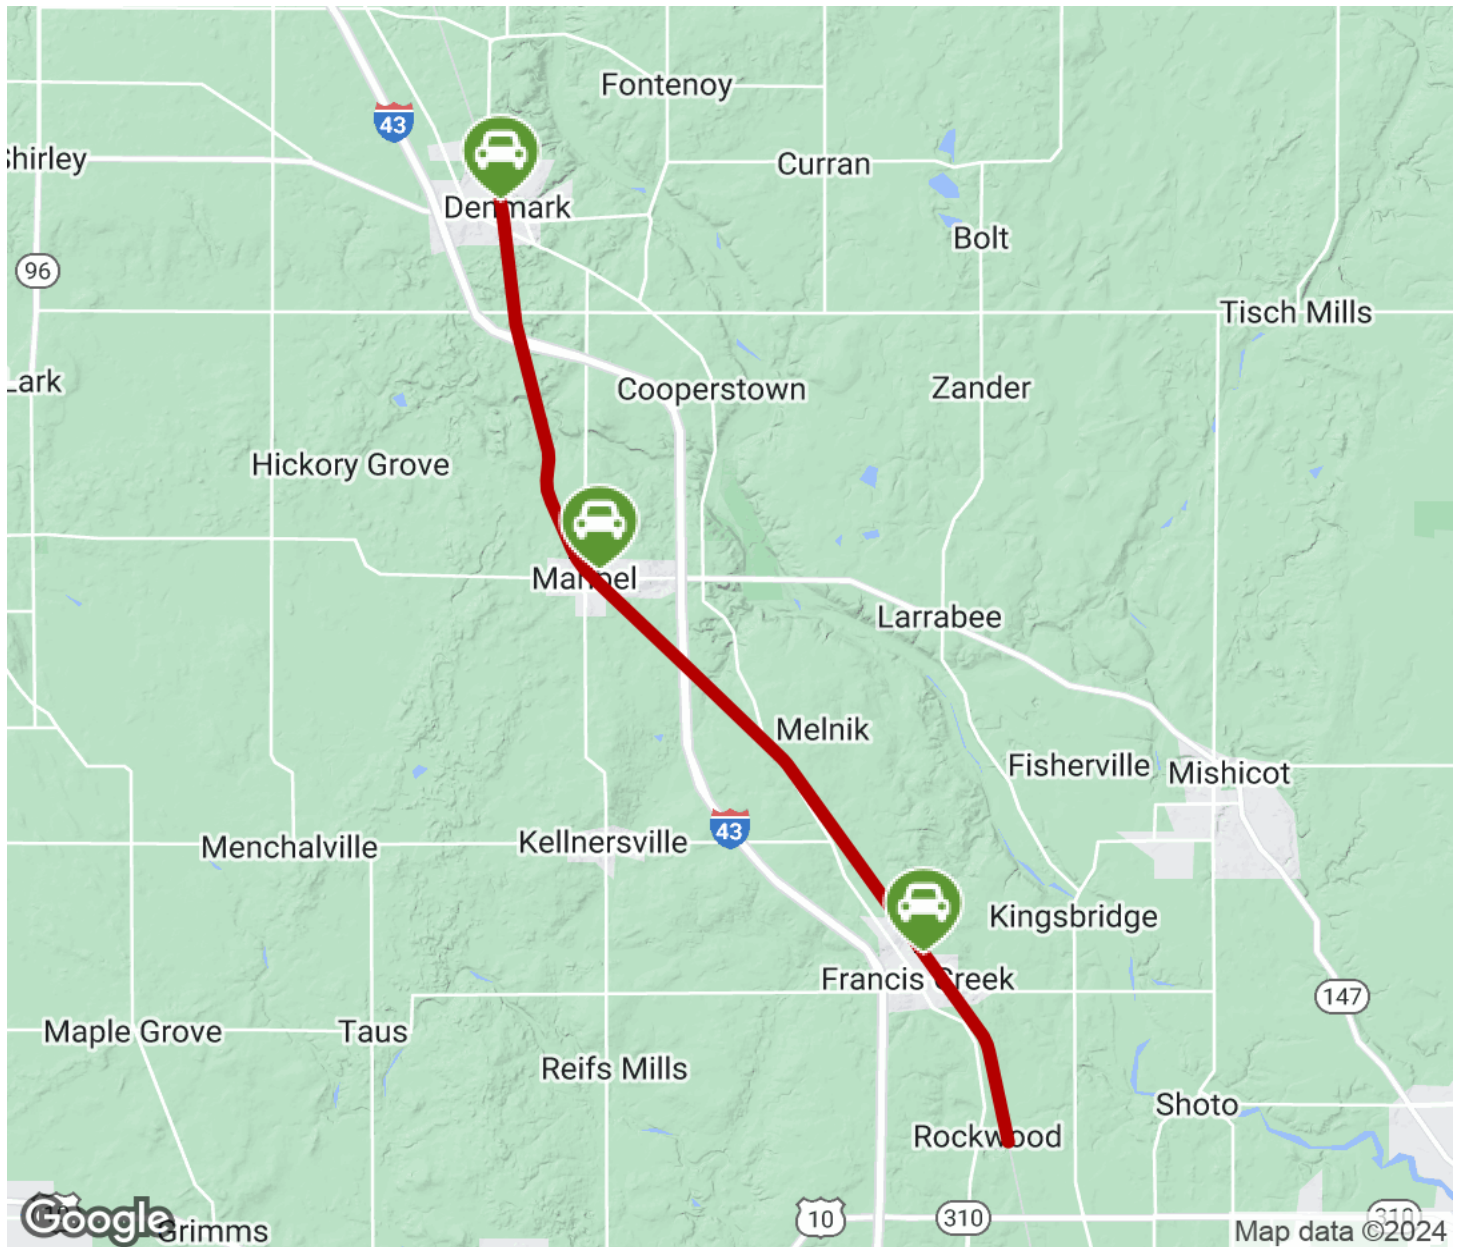 Fontenoy
43
Shirley
Curran
Denmark
Bolt
96
Tisch Mills
Lark
Cooperstown
Zander
Hickory Grove
Larrabee
Melnik
Fisherville
Mishicot
43
Menchalville
Kellnersville
Kingsbridge
Francis Creek
147
Maple Grove
Taus
Reifs Mills
Shoto
Rockwood
Google
Grimms
10
310
310
Map data ©2024